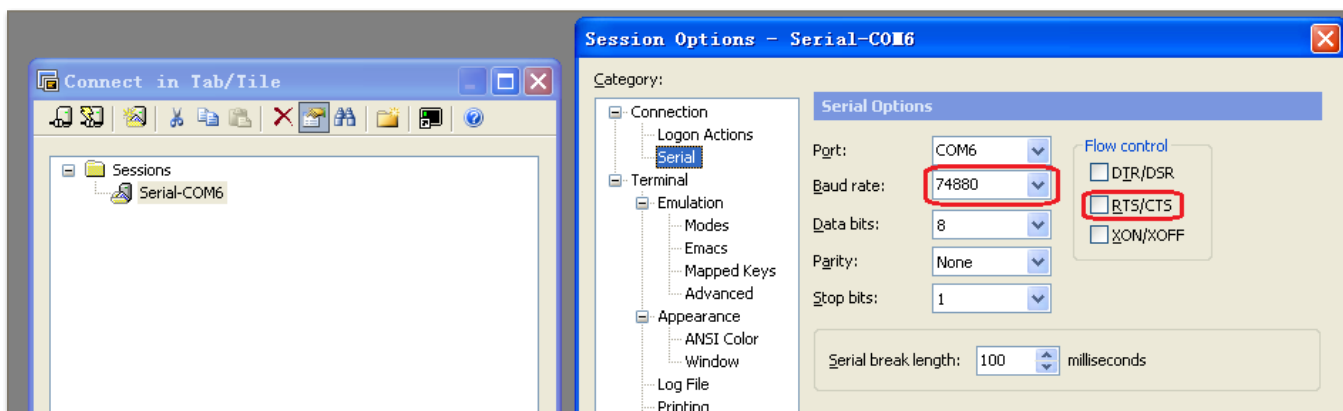 Connect in Tab/Tile
Sessions
Serial-COM6
Session Options - Serial-COM6
Category:
Connection
Logon Actions
Serial
Terminal
Emulation
Modes
Emacs
Mapped Keys
Advanced
Appearance
ANSI Color
Window
Log File
Printing
Serial Options
Port:
COM6
Baud rate:
74880
Data bits:
8
Parity:
None
Stop bits:
1
Flow control
DTR/DSR
RTS/CTS
XON/XOFF
Serial break length: 100 milliseconds